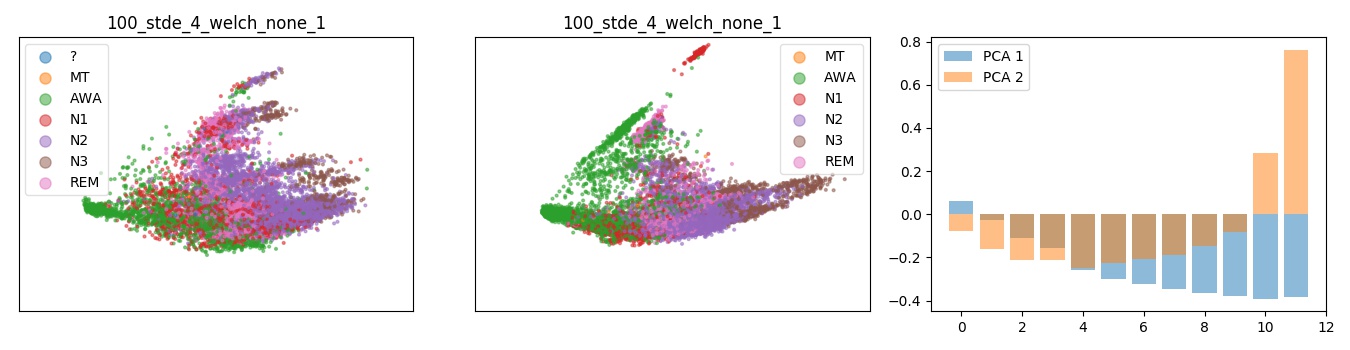 100_stde_4_welch_none_1
?
MT
AWA
N1
N2
N3
REM
100_stde_4_welch_none_1
MT
AWA
N1
N2
N3
REM
PCA 1
PCA 2
0.8
0.6
0.4
0.2
0.0
−0.2
−0.4
0 2 4 6 8 10 12